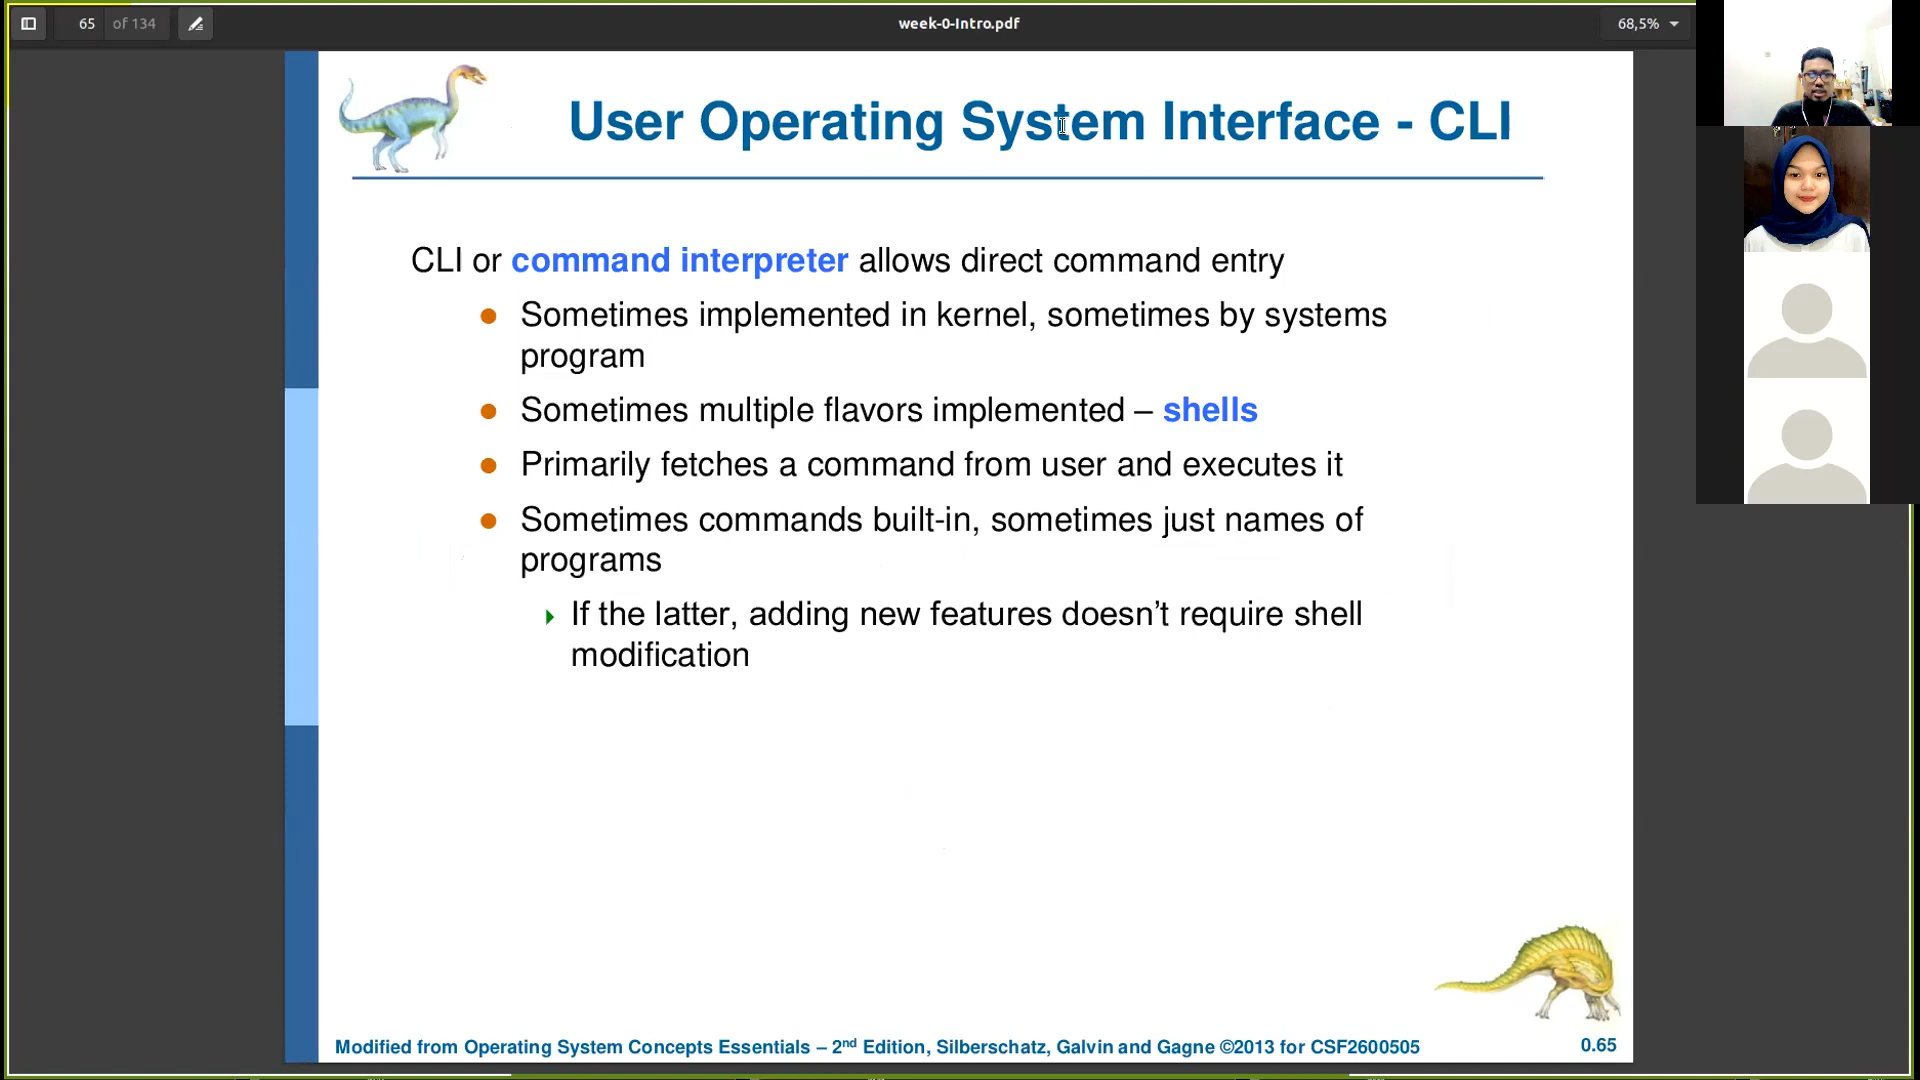 65 of 134
week-0-Intro.pdf
68,5%
User Operating System Interface - CLI
CLI or command interpreter allows direct command entry
Sometimes implemented in kernel, sometimes by systems
program
Sometimes multiple flavors implemented – shells
Primarily fetches a command from user and executes it
Sometimes commands built-in, sometimes just names of
programs
If the latter, adding new features doesn’t require shell
modification
Modified from Operating System Concepts Essentials – 2nd Edition, Silberschatz, Galvin and Gagne ©2013 for CSF2600505
0.65